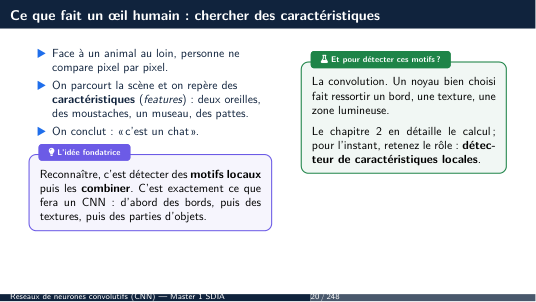 Ce que fait un œil humain : chercher des caractéristiques
Face à un animal au loin, personne ne
compare pixel par pixel.
On parcourt la scène et on repère des
caractéristiques (features) : deux oreilles,
des moustaches, un museau, des pattes.
On conclut : « c'est un chat ».
L'idée fondatrice
Reconnaître, c'est détecter des motifs locaux
puis les combiner. C'est exactement ce que
fera un CNN : d'abord des bords, puis des
textures, puis des parties d'objets.
Et pour détecter ces motifs ?
La convolution. Un noyau bien choisi
fait ressortir un bord, une texture, une
zone lumineuse.
Le chapitre 2 en détaille le calcul ;
pour l'instant, retenez le rôle : détec-
teur de caractéristiques locales.
Réseaux de neurones convolutifs (CNN) — Master 1 SDIA
20 / 248